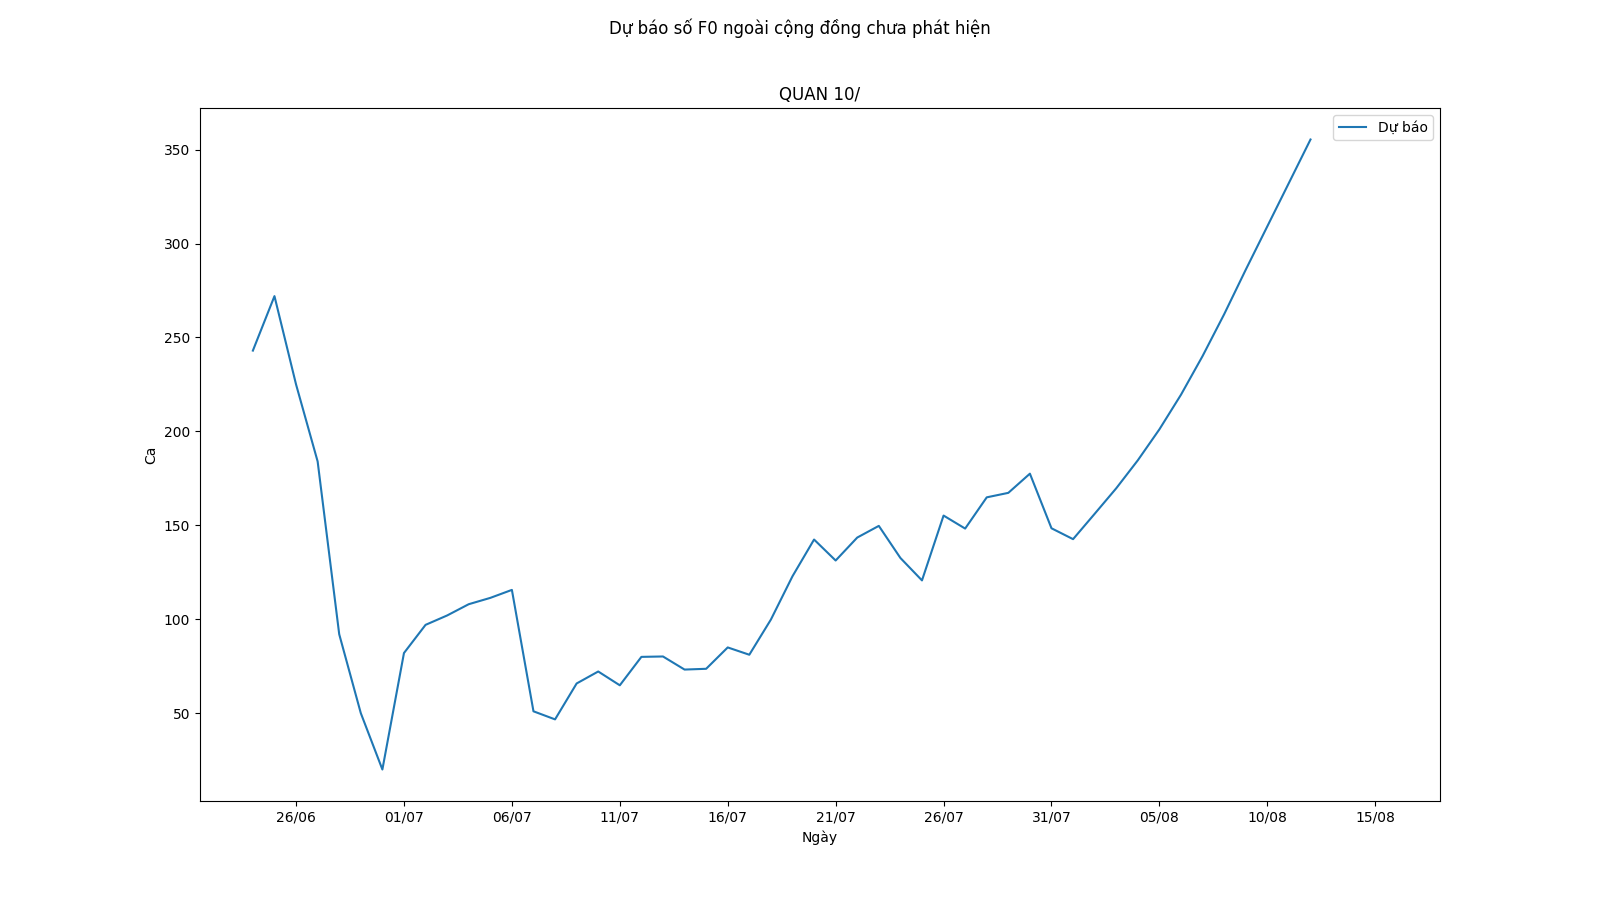 Dự báo số F0 ngoài cộng đồng chưa phát hiện
QUAN 10/
Dự báo
350
300
250
200
150
100
50
Ca
26/06 01/07 06/07 11/07 16/07 21/07 26/07 31/07 05/08 10/08 15/08
Ngày